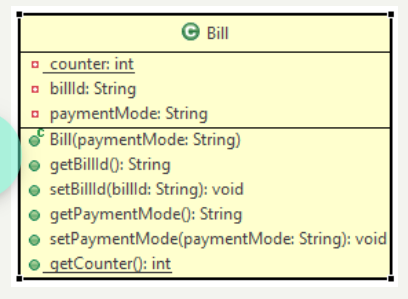 C Bill
counter: int
billId: String
paymentMode: String
C Bill(paymentMode: String)
getBillId(): String
setBillId(billId: String): void
getPaymentMode(): String
setPaymentMode(paymentMode: String): void
getCounter(): int